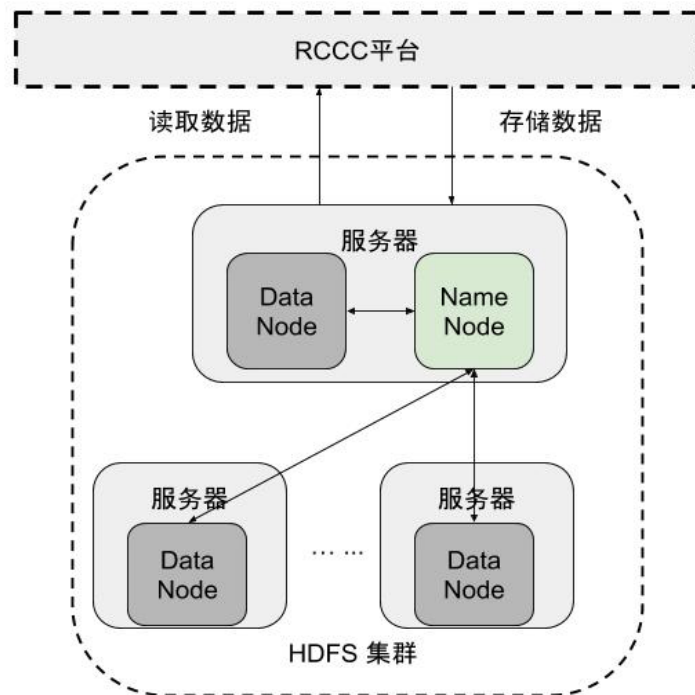 RCCC平台
读取数据
存储数据
服务器
Data
Node
Name
Node
服务器
Data
Node
... ...
服务器
Data
Node
HDFS 集群